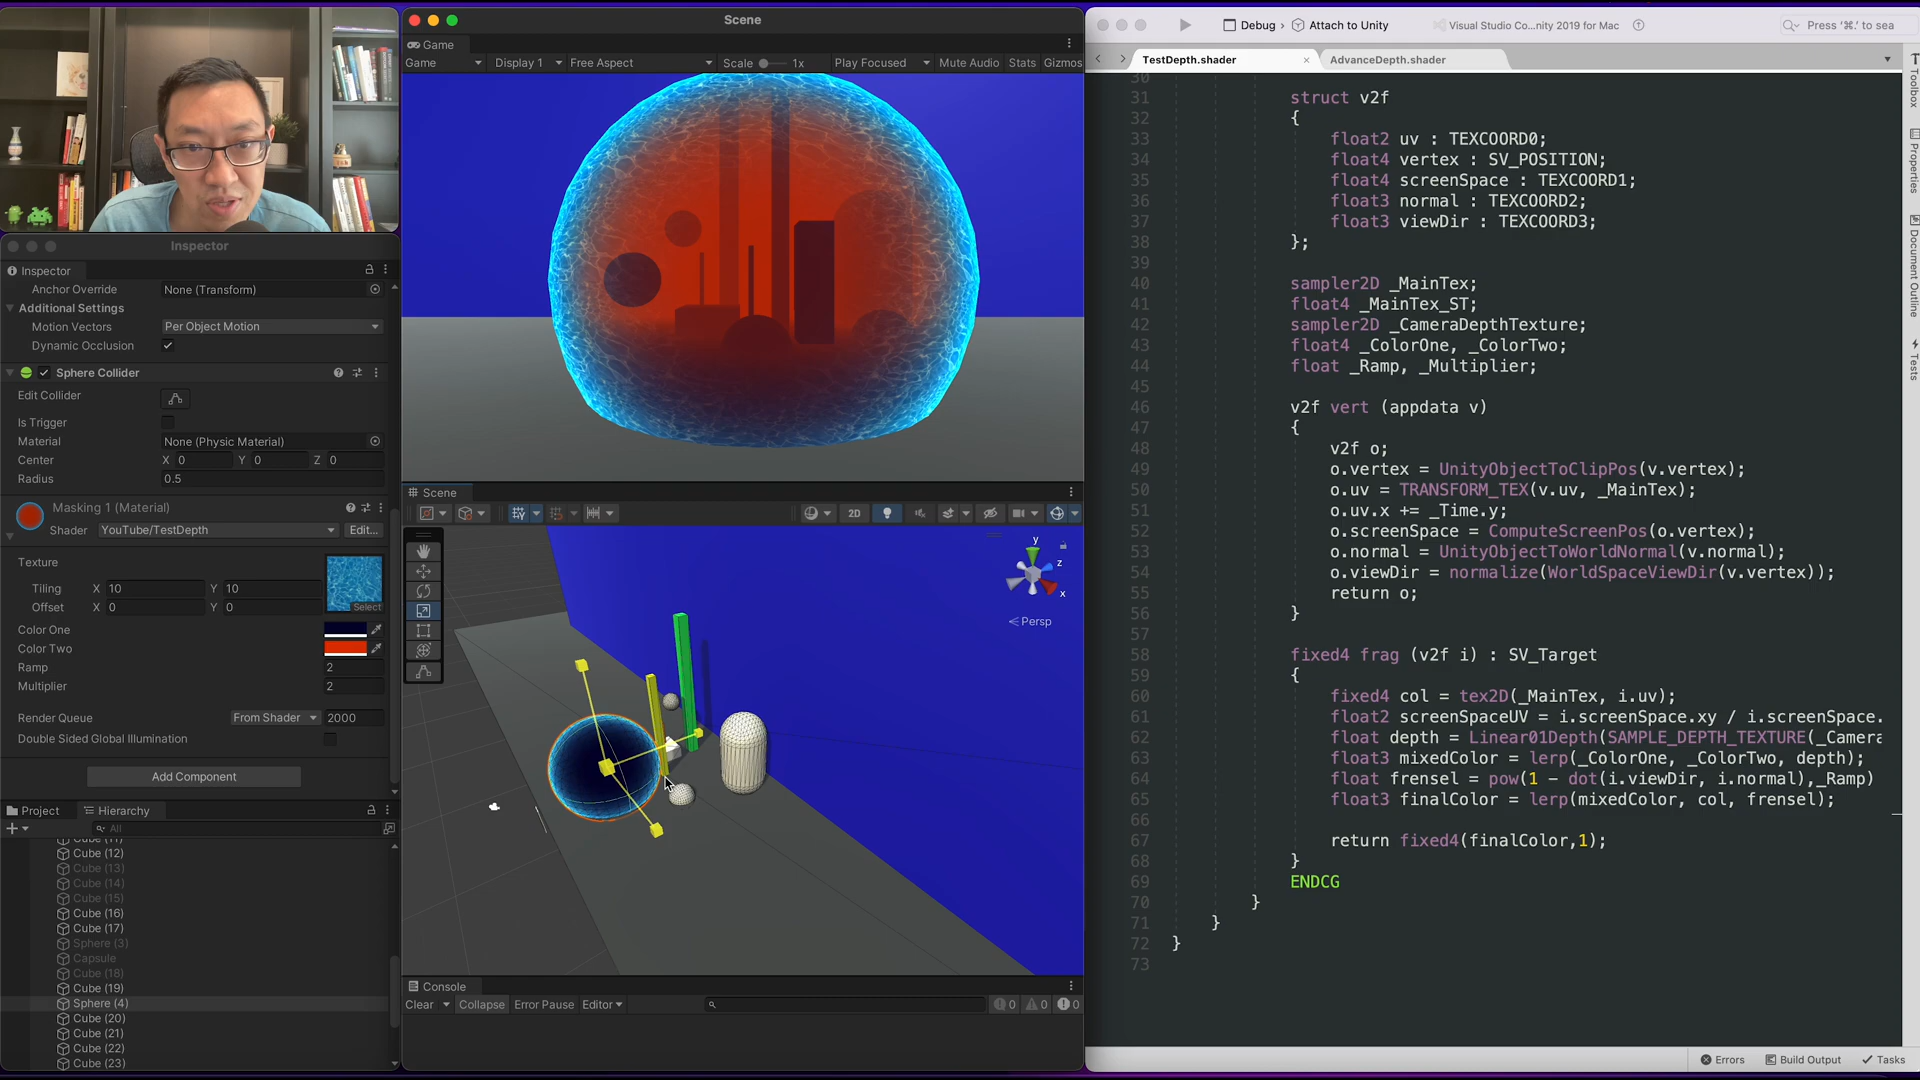 Scene
Game
Game
Display 1
Free Aspect
Scale
1x
Play Focused
Mute Audio
Stats
Gizmos
Inspector
Inspector
Anchor Override
None (Transform)
Additional Settings
Motion Vectors
Per Object Motion
Dynamic Occlusion
Sphere Collider
Edit Collider
Is Trigger
Material
None (Physic Material)
Center
X 0
Y 0
Z 0
Radius
0.5
Masking 1 (Material)
Shader
YouTube/TestDepth
Edit...
Texture
Tiling
X 10
Y 10
Offset
X 0
Y 0
Select
Color One
Color Two
Ramp
2
Multiplier
2
Render Queue
From Shader
2000
Double Sided Global Illumination
Add Component
Project
Hierarchy
All
Cube (12)
Cube (13)
Cube (14)
Cube (15)
Cube (16)
Cube (17)
Sphere (3)
Capsule
Cube (18)
Cube (19)
Sphere (4)
Cube (20)
Cube (21)
Cube (22)
Cube (23)
Scene
2D
y
z
x
Persp
Console
Clear
Collapse
Error Pause
Editor
0
0
0
Debug
Attach to Unity
Visual Studio Co...nity 2019 for Mac
Press '⌘.' to sea
TestDepth.shader
AdvanceDepth.shader
30
31 struct v2f
32 {
33 float2 uv : TEXCOORD0;
34 float4 vertex : SV_POSITION;
35 float4 screenSpace : TEXCOORD1;
36 float3 normal : TEXCOORD2;
37 float3 viewDir : TEXCOORD3;
38 };
39
40 sampler2D _MainTex;
41 float4 _MainTex_ST;
42 sampler2D _CameraDepthTexture;
43 float4 _ColorOne, _ColorTwo;
44 float _Ramp, _Multiplier;
45
46 v2f vert (appdata v)
47 {
48 v2f o;
49 o.vertex = UnityObjectToClipPos(v.vertex);
50 o.uv = TRANSFORM_TEX(v.uv, _MainTex);
51 o.uv.x += _Time.y;
52 o.screenSpace = ComputeScreenPos(o.vertex);
53 o.normal = UnityObjectToWorldNormal(v.normal);
54 o.viewDir = normalize(WorldSpaceViewDir(v.vertex));
55 return o;
56 }
57
58 fixed4 frag (v2f i) : SV_Target
59 {
60 fixed4 col = tex2D(_MainTex, i.uv);
61 float2 screenSpaceUV = i.screenSpace.xy / i.screenSpace.
62 float depth = Linear01Depth(SAMPLE_DEPTH_TEXTURE(_Camera
63 float3 mixedColor = lerp(_ColorOne, _ColorTwo, depth);
64 float frensel = pow(1 - dot(i.viewDir, i.normal),_Ramp)
65 float3 finalColor = lerp(mixedColor, col, frensel);
66
67 return fixed4(finalColor,1);
68 }
69 ENDCG
70 }
71 }
72 }
73
Toolbox
Properties
Document Outline
Tests
Errors
Build Output
Tasks